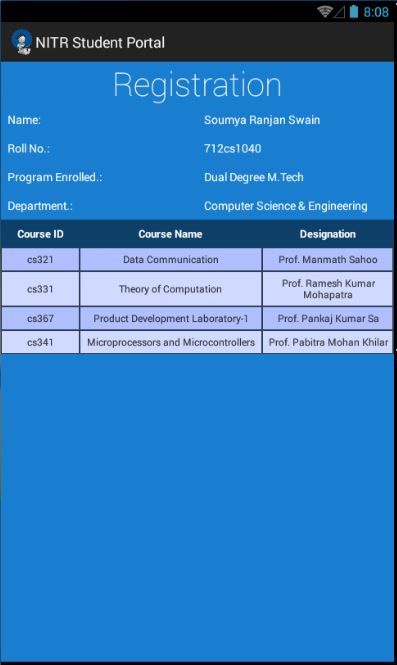 8:08
NITR Student Portal
Registration
Name: Soumya Ranjan Swain
Roll No.: 712cs1040
Program Enrolled.: Dual Degree M.Tech
Department.: Computer Science & Engineering
Course ID Course Name Designation
cs321 Data Communication Prof. Manmath Sahoo
cs331 Theory of Computation Prof. Ramesh Kumar
Mohapatra
cs367 Product Development Laboratory-1 Prof. Pankaj Kumar Sa
cs341 Microprocessors and Microcontrollers Prof. Pabitra Mohan Khilar